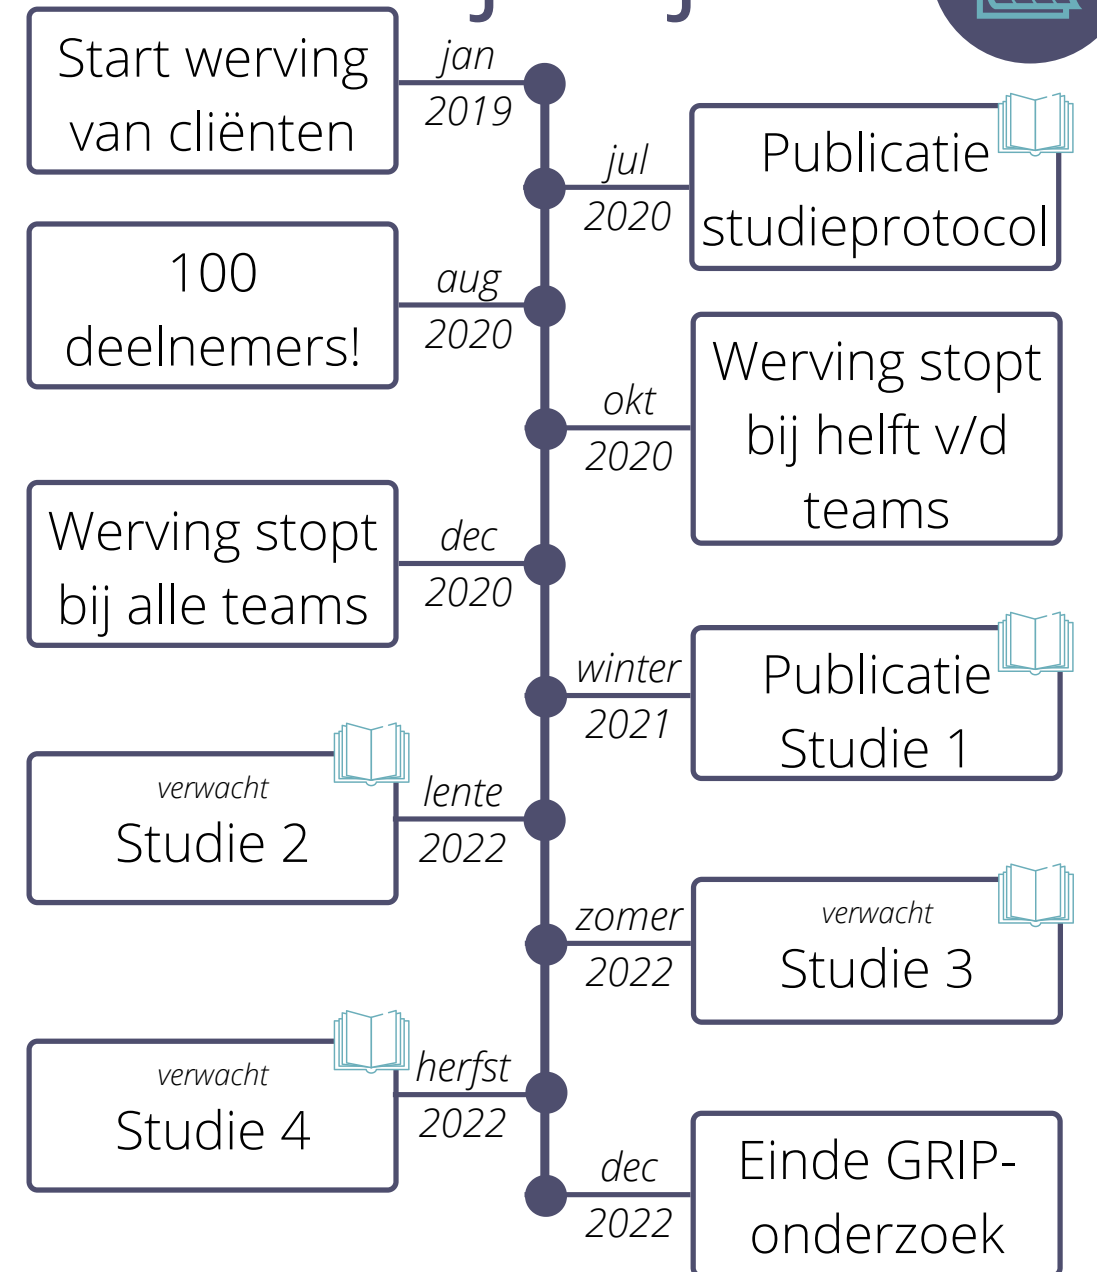 Start werving
van cliënten
jan
2019
jul
2020
Publicatie
studieprotocol
100
deelnemers!
aug
2020
okt
2020
Werving stopt
bij helft v/d
teams
Werving stopt
bij alle teams
dec
2020
winter
2021
Publicatie
Studie 1
verwacht
Studie 2
lente
2022
zomer
2022
verwacht
Studie 3
verwacht
Studie 4
herfst
2022
dec
2022
Einde GRIP-
onderzoek